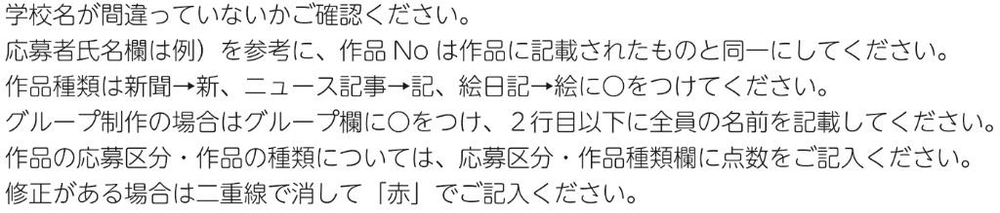 学校名が間違っていないかご確認ください。
応募者氏名欄は例）を参考に、作品 No は作品に記載されたものと同一にしてください。
作品種類は新聞→新、ニュース記事→記、絵日記→絵に○をつけてください。
グループ制作の場合はグループ欄に○をつけ、２行目以下に全員の名前を記載してください。
作品の応募区分・作品の種類については、応募区分・作品種類欄に点数をご記入ください。
修正がある場合は二重線で消して「赤」でご記入ください。